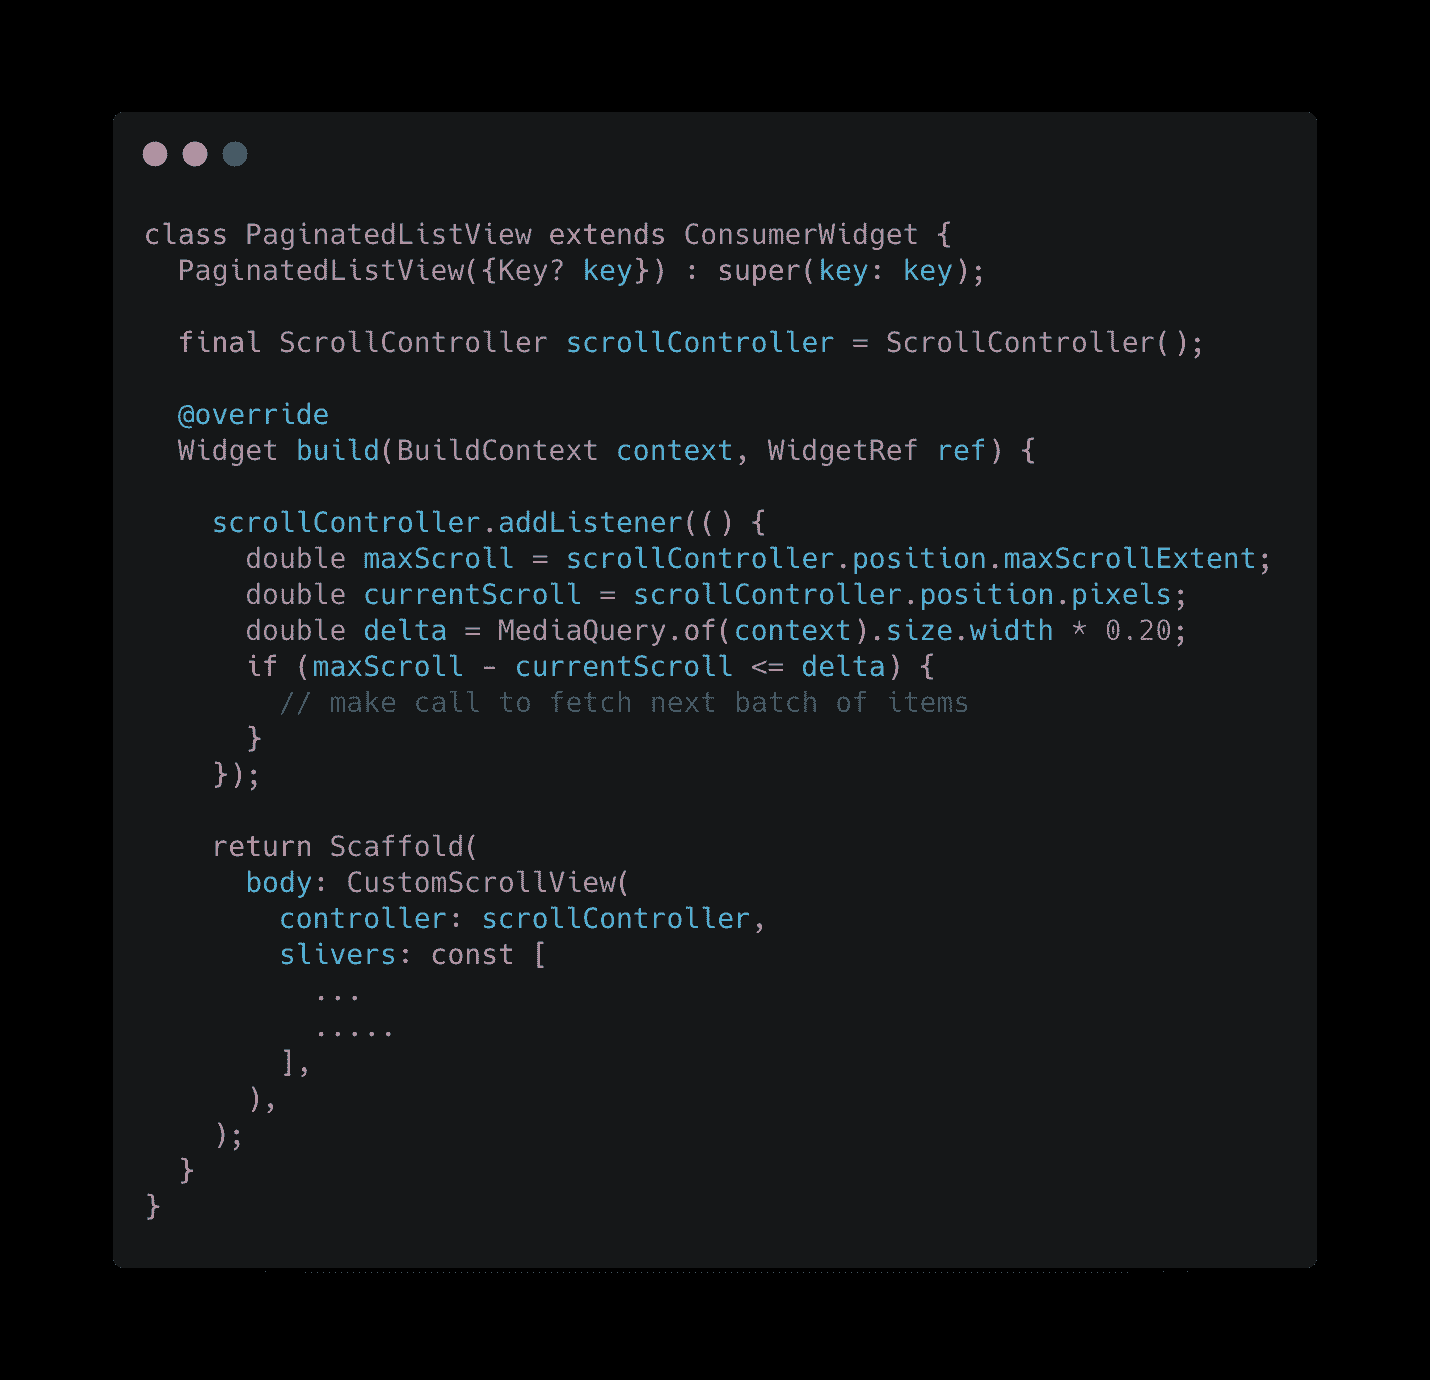 class PaginatedListView extends ConsumerWidget {
  PaginatedListView({Key? key}) : super(key: key);

  final ScrollController scrollController = ScrollController();

  @override
  Widget build(BuildContext context, WidgetRef ref) {

    scrollController.addListener(() {
      double maxScroll = scrollController.position.maxScrollExtent;
      double currentScroll = scrollController.position.pixels;
      double delta = MediaQuery.of(context).size.width * 0.20;
      if (maxScroll - currentScroll <= delta) {
        // make call to fetch next batch of items
      }
    });

    return Scaffold(
      body: CustomScrollView(
        controller: scrollController,
        slivers: const [
          ...
          .....
        ],
      ),
    );
  }
}